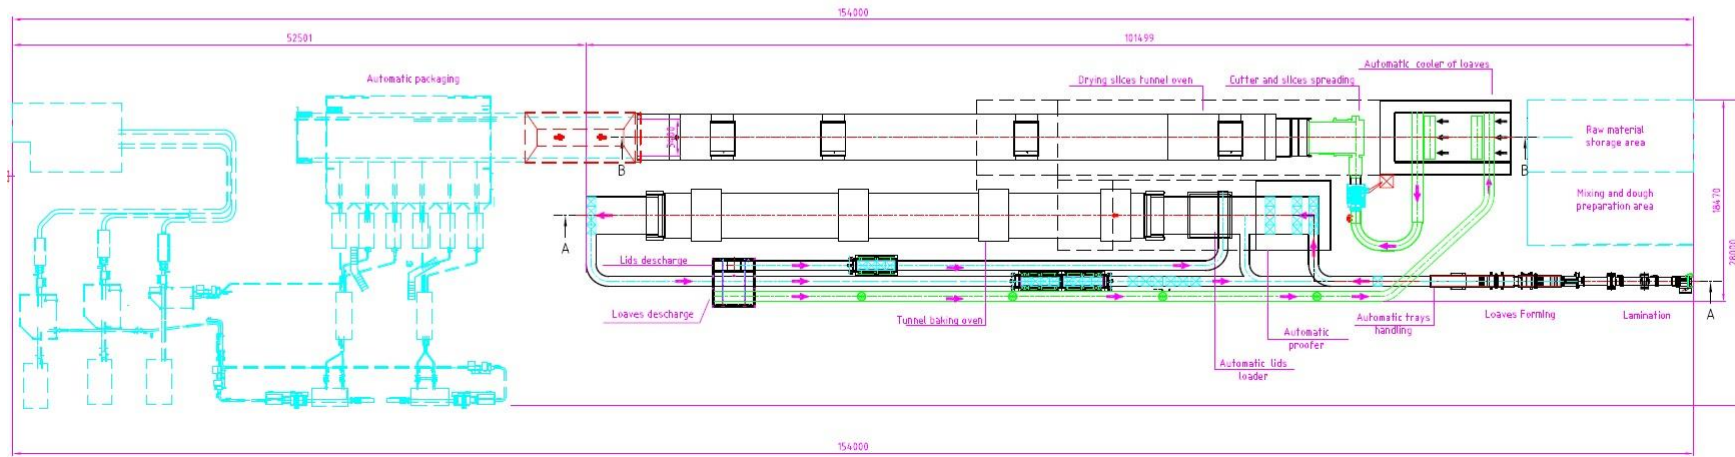 154000
52501
101499
Automatic packaging
Drying slices tunnel oven
Cutter and slices spreading
Automatic cooler of loaves
Raw material
storage area
Mixing and dough
preparation area
18470
28000
B
B
A
A
Lids descharge
Loaves descharge
Tunnel baking oven
Automatic
proofer
Automatic lids
loader
Automatic trays
handling
Loaves Forming
Lamination
154000